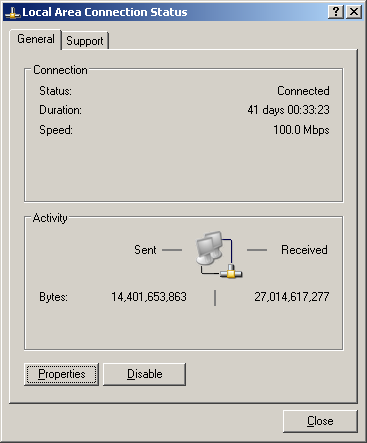 Local Area Connection Status
General Support
Connection
Status: Connected
Duration: 41 days 00:33:23
Speed: 100.0 Mbps
Activity
Sent Received
Bytes: 14,401,653,863 27,014,617,277
Properties Disable
Close